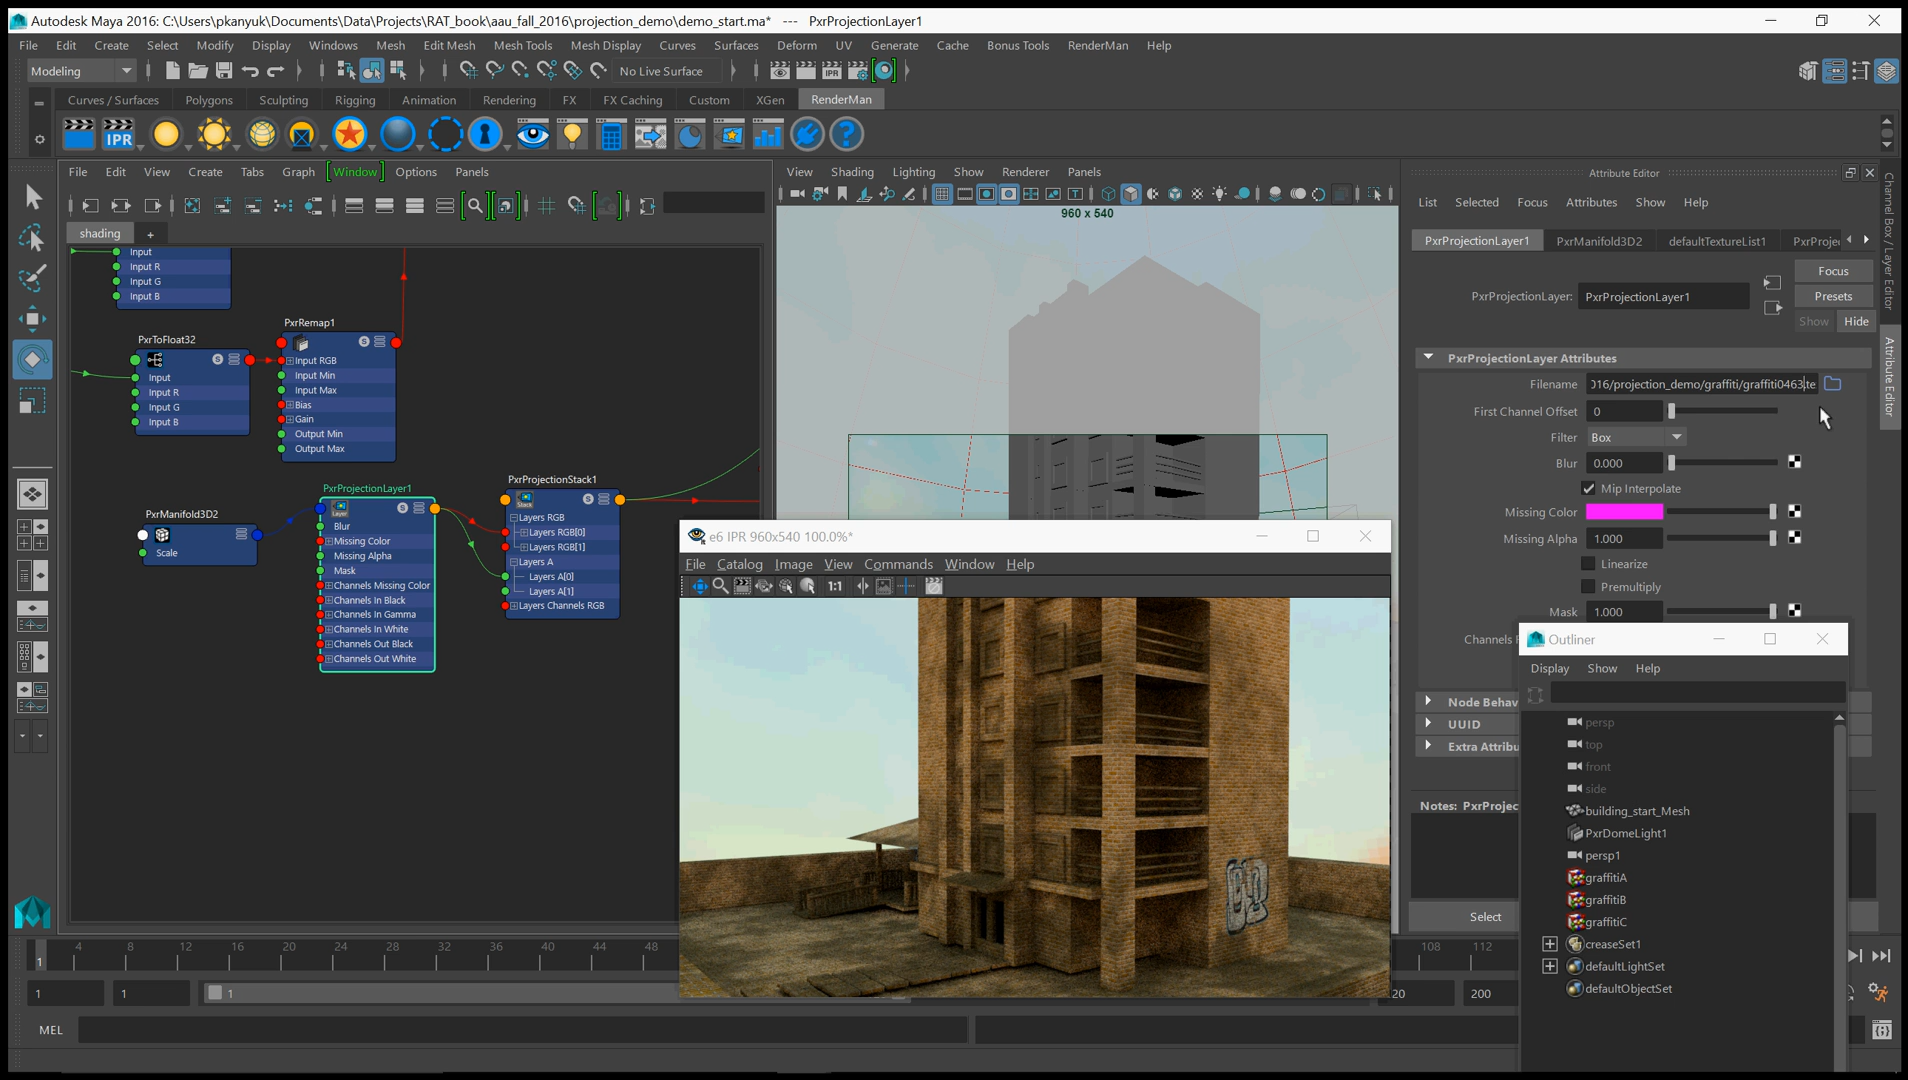 Autodesk Maya 2016: C:\Users\pkanyuk\Documents\Data\Projects\RAT_book\aau_fall_2016\projection_demo\demo_start.ma* --- PxrProjectionLayer1
File Edit Create Select Modify Display Windows Mesh Edit Mesh Mesh Tools Mesh Display Curves Surfaces Deform UV Generate Cache Bonus Tools RenderMan Help
Modeling No Live Surface IPR
Curves / Surfaces Polygons Sculpting Rigging Animation Rendering FX FX Caching Custom XGen RenderMan
IPR
File Edit View Create Tabs Graph Window Options Panels
View Shading Lighting Show Renderer Panels
Attribute Editor
List Selected Focus Attributes Show Help
Channel Box / Layer Editor
Attribute Editor
shading +
960 x 540
PxrProjectionLayer1 PxrManifold3D2 defaultTextureList1 PxrProje
Input
Input R
Input G
Input B
PxrToFloat32
Input
Input R
Input G
Input B
PxrRemap1
Input RGB
Input Min
Input Max
Bias
Gain
Output Min
Output Max
PxrManifold3D2
Scale
PxrProjectionLayer1
Layer
Blur
Missing Color
Missing Alpha
Mask
Channels Missing Color
Channels In Black
Channels In Gamma
Channels In White
Channels Out Black
Channels Out White
PxrProjectionStack1
Stack
Layers RGB
Layers RGB[0]
Layers RGB[1]
Layers A
Layers A[0]
Layers A[1]
Layers Channels RGB
Focus
PxrProjectionLayer: PxrProjectionLayer1 Presets
Show Hide
PxrProjectionLayer Attributes
Filename 016/projection_demo/graffiti/graffiti0463.te
First Channel Offset 0
Filter Box
Blur 0.000
Mip Interpolate
Missing Color
Missing Alpha 1.000
Linearize
Premultiply
Mask 1.000
Channels
Node Behav
UUID
Extra Attribu
Notes: PxrProjec
Select
e6 IPR 960x540 100.0%*
File Catalog Image View Commands Window Help
1:1
Outliner
Display Show Help
persp
top
front
side
building_start_Mesh
PxrDomeLight1
persp1
graffitiA
graffitiB
graffitiC
creaseSet1
defaultLightSet
defaultObjectSet
4 8 12 16 20 24 28 32 36 40 44 48 108 112
1
1 1 1 20 200
MEL